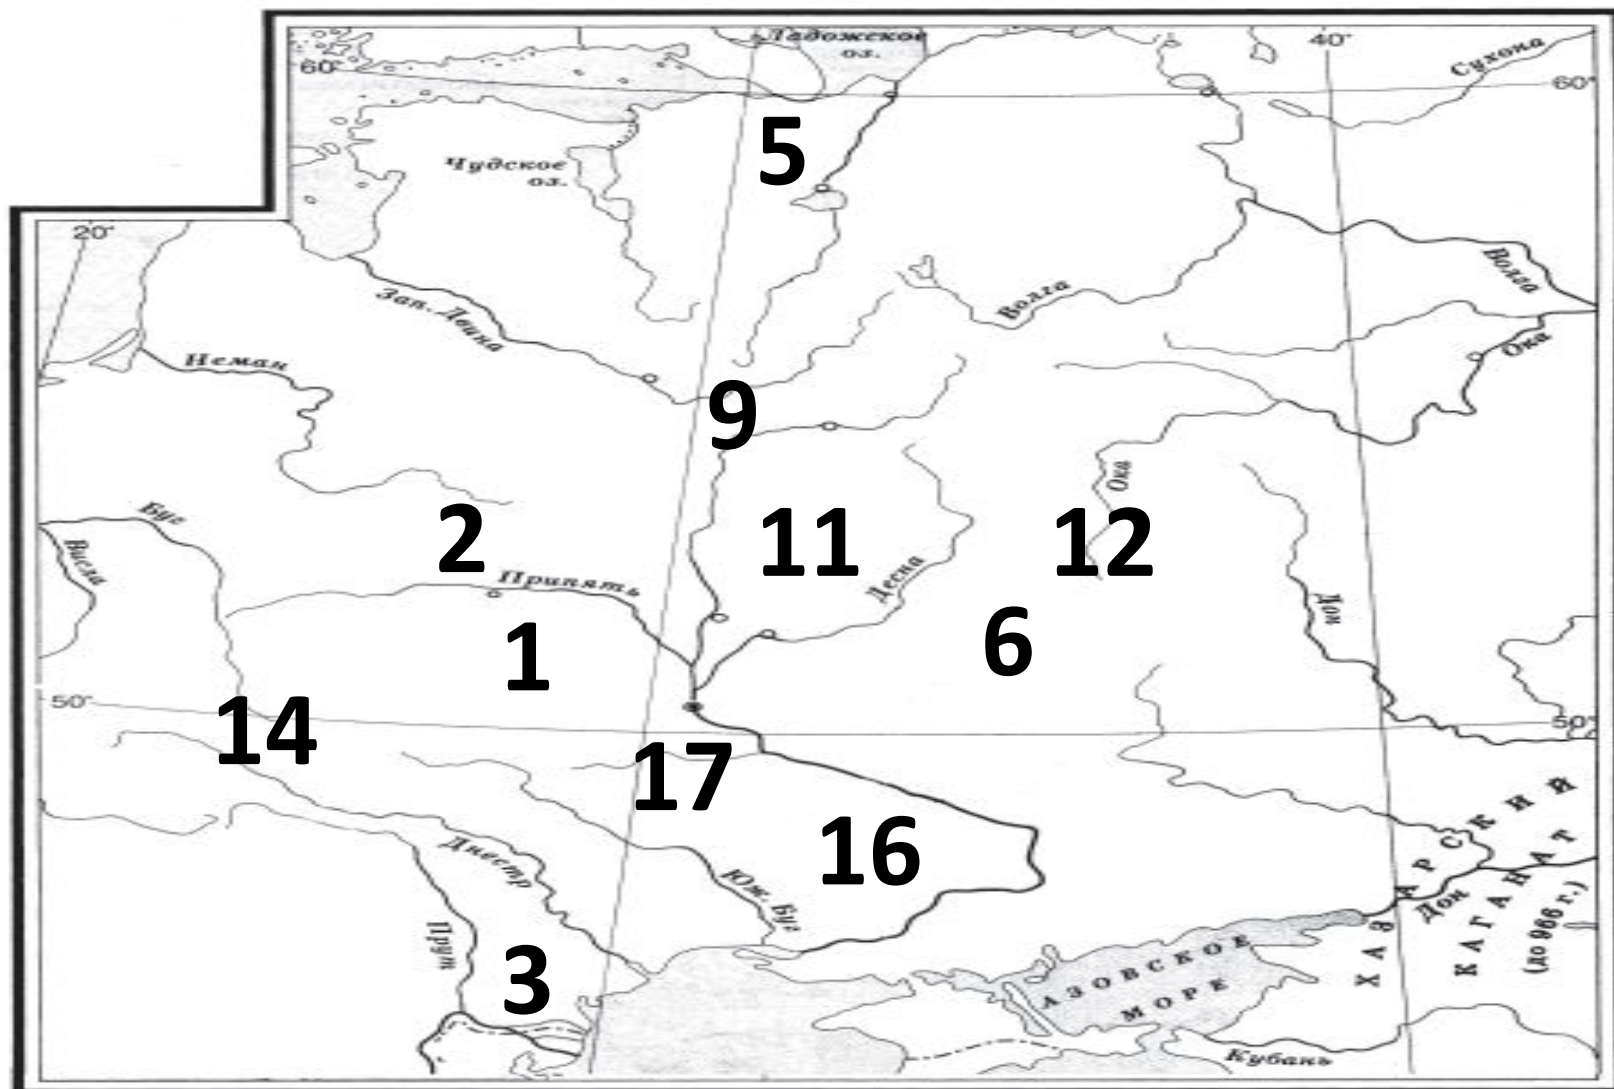 Ладожское
оз.
40°
Сухона
60°
60°
5
Чудское
оз.
20°
Зап. Двина
Волга
Волга
Неман
Ока
9
Ока
Буг
Висла
2
11
12
Припять
Десна
Дон
1
6
50°
14
50°
17
16
Днестр
Юж. Буг
Прут
3
ХАЗАРСКИЙ
КАГАНАТ
(до 966 г.)
Дон
АЗОВСКОЕ
МОРЕ
Кубань